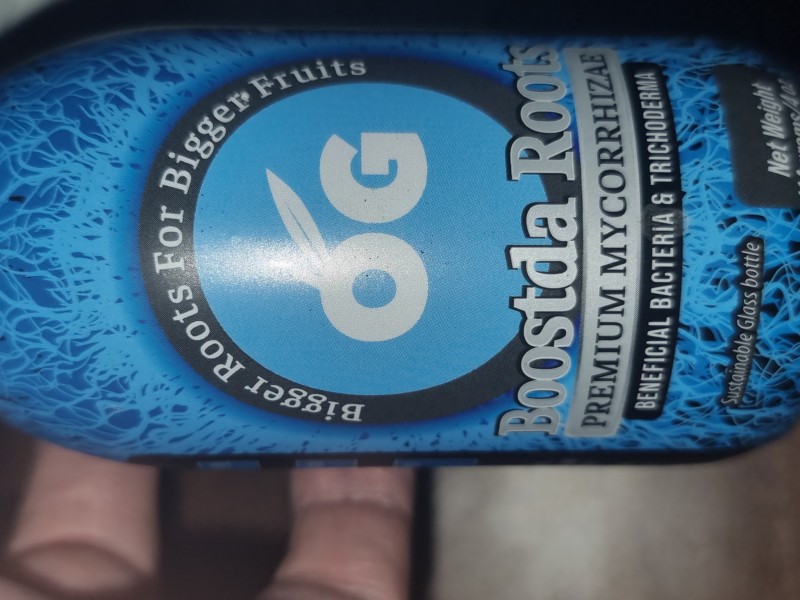 Bigger Roots For Bigger Fruits
OG
Boostda Roots
PREMIUM MYCORRHIZAE
BENEFICIAL BACTERIA & TRICHODERMA
Sustainable Glass bottle
Net Weight